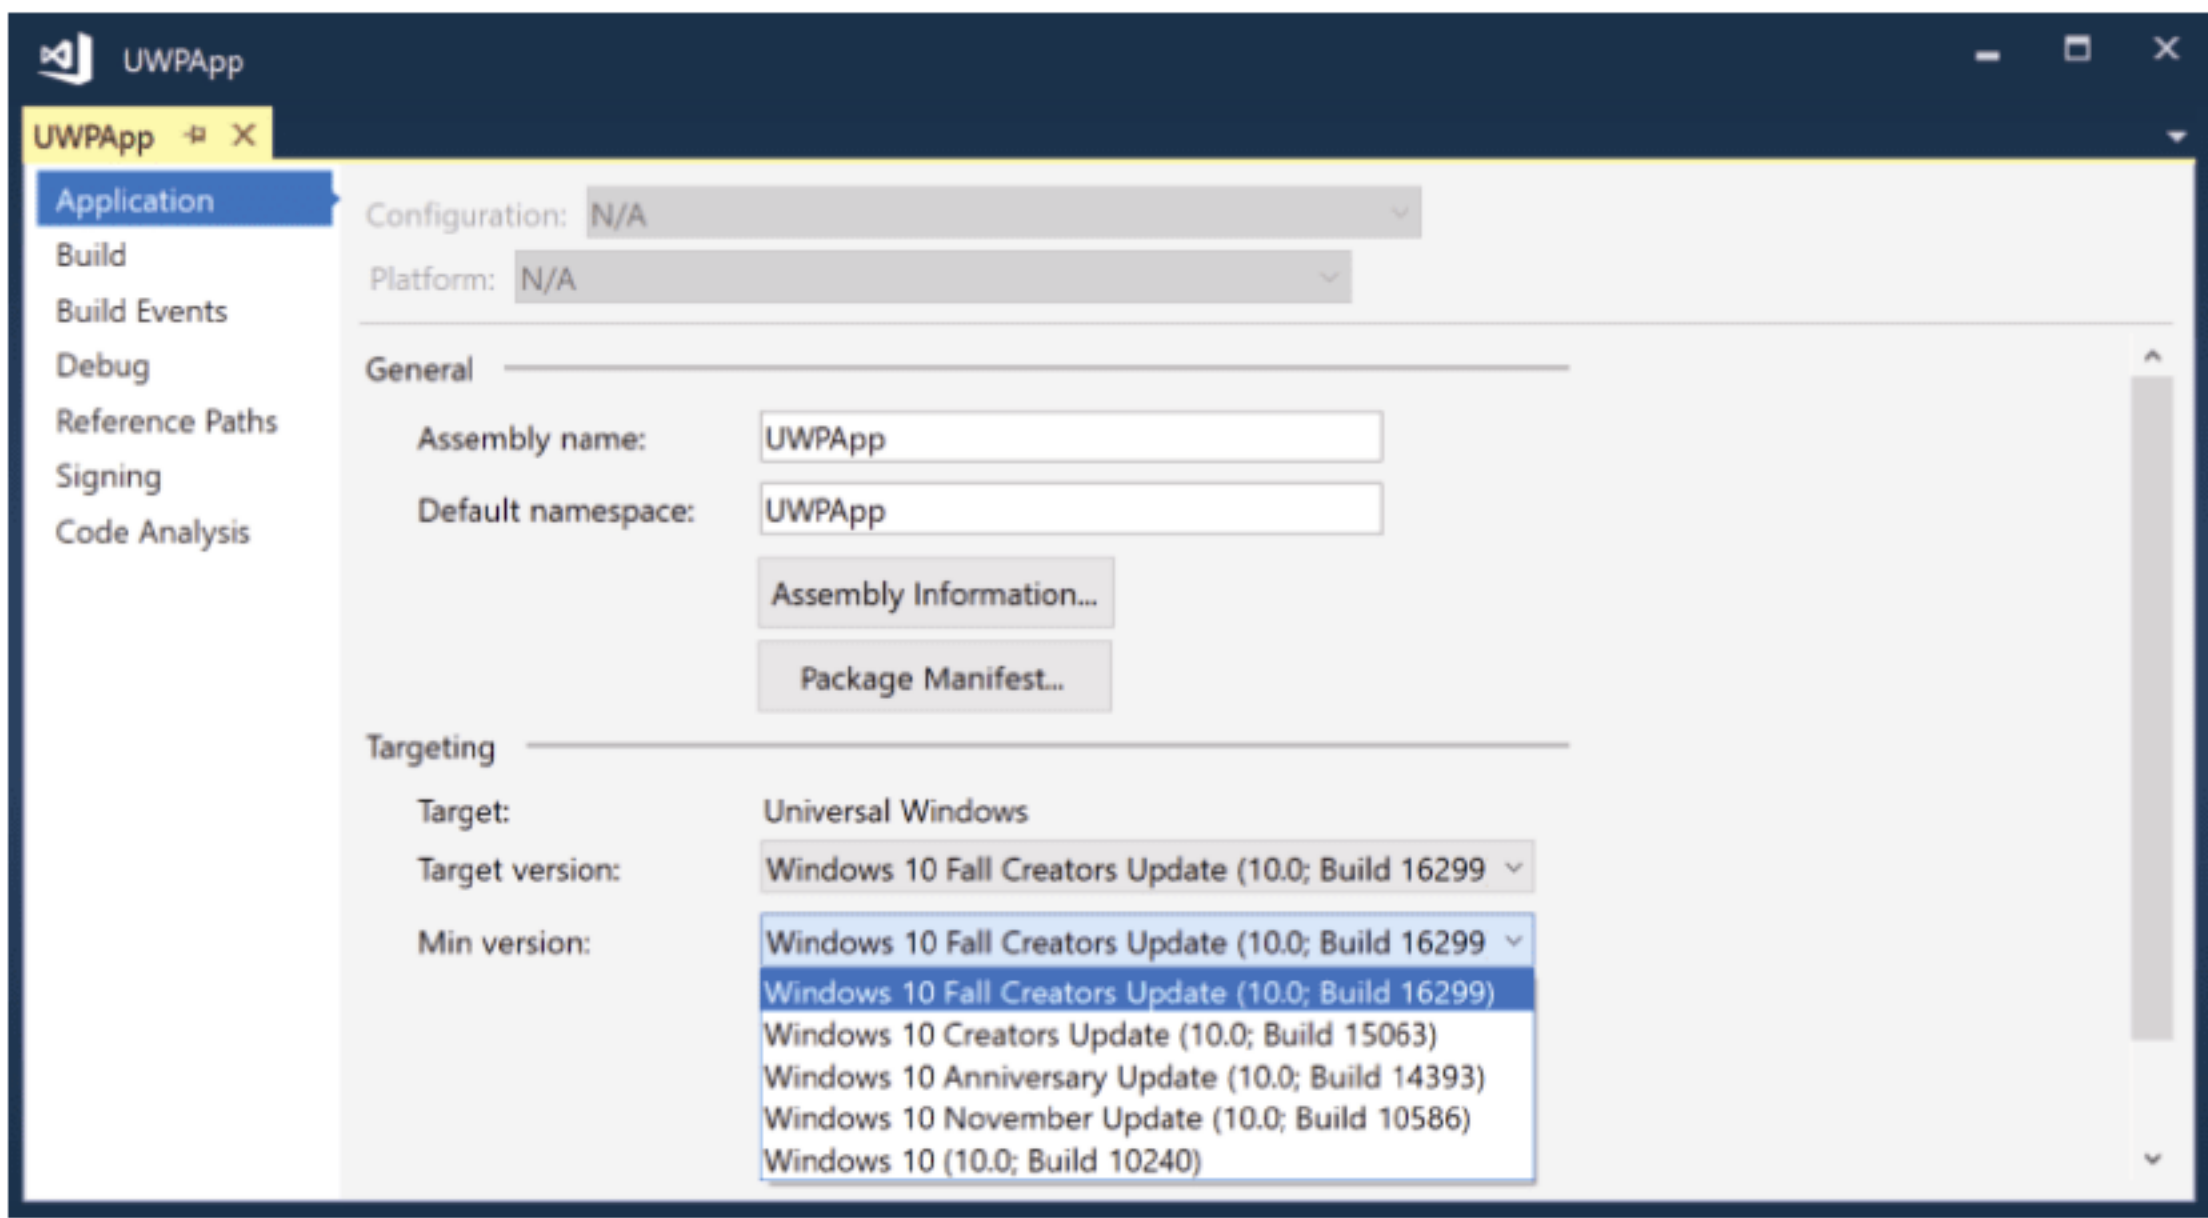 UWPApp
UWPApp
Application
Build
Build Events
Debug
Reference Paths
Signing
Code Analysis
Configuration: N/A
Platform: N/A
General
Assembly name: UWPApp
Default namespace: UWPApp
Assembly Information...
Package Manifest...
Targeting
Target: Universal Windows
Target version: Windows 10 Fall Creators Update (10.0; Build 16299
Min version: Windows 10 Fall Creators Update (10.0; Build 16299
Windows 10 Fall Creators Update (10.0; Build 16299)
Windows 10 Creators Update (10.0; Build 15063)
Windows 10 Anniversary Update (10.0; Build 14393)
Windows 10 November Update (10.0; Build 10586)
Windows 10 (10.0; Build 10240)